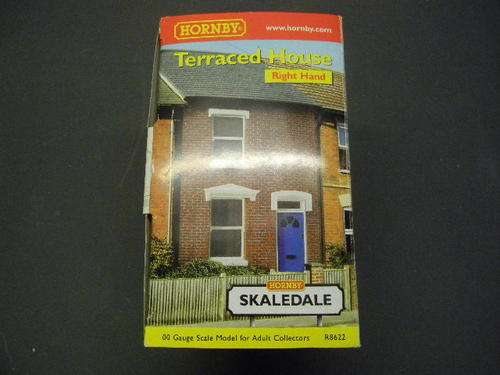 HORNBY
www.hornby.com
Terraced House
Right Hand
HORNBY
SKALEDALE
00 Gauge Scale Model for Adult Collectors R8622